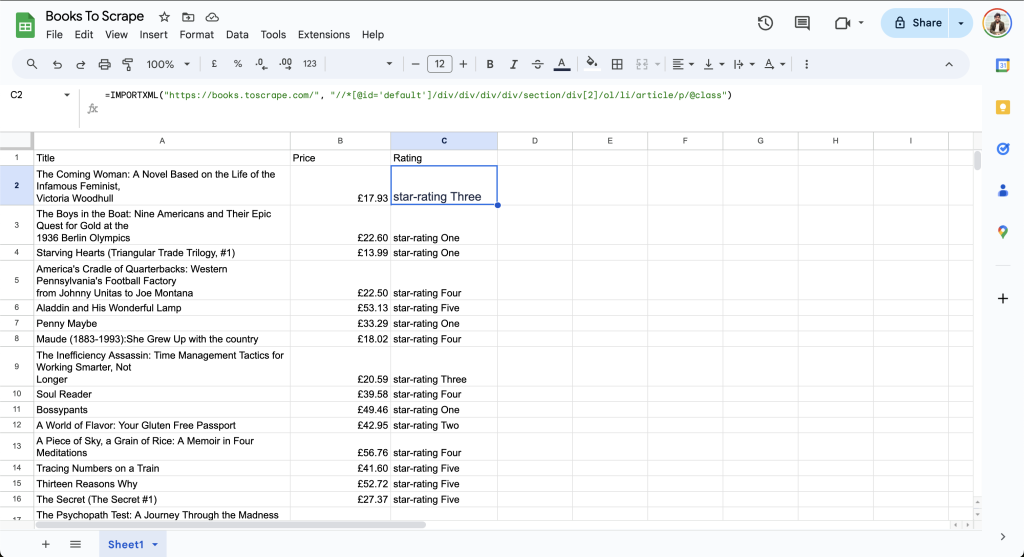 Books To Scrape
File Edit View Insert Format Data Tools Extensions Help
Share
100% £ % .0 .00 123 12 B I S A
C2
fx
=IMPORTXML("https://books.toscrape.com/", "//*[@id='default']/div/div/div/div/section/div[2]/ol/li/article/p/@class")
A B C D E F G H I
1 Title Price Rating
The Coming Woman: A Novel Based on the Life of the
Infamous Feminist,
2 Victoria Woodhull £17.93 star-rating Three
The Boys in the Boat: Nine Americans and Their Epic
Quest for Gold at the
3 1936 Berlin Olympics £22.60 star-rating One
4 Starving Hearts (Triangular Trade Trilogy, #1) £13.99 star-rating One
America's Cradle of Quarterbacks: Western
Pennsylvania's Football Factory
5 from Johnny Unitas to Joe Montana £22.50 star-rating Four
6 Aladdin and His Wonderful Lamp £53.13 star-rating Five
7 Penny Maybe £33.29 star-rating One
8 Maude (1883-1993):She Grew Up with the country £18.02 star-rating Four
The Inefficiency Assassin: Time Management Tactics for
Working Smarter, Not
9 Longer £20.59 star-rating Three
10 Soul Reader £39.58 star-rating Four
11 Bossypants £49.46 star-rating One
12 A World of Flavor: Your Gluten Free Passport £42.95 star-rating Two
A Piece of Sky, a Grain of Rice: A Memoir in Four
13 Meditations £56.76 star-rating Four
14 Tracing Numbers on a Train £41.60 star-rating Five
15 Thirteen Reasons Why £52.72 star-rating Five
16 The Secret (The Secret #1) £27.37 star-rating Five
17 The Psychopath Test: A Journey Through the Madness
Sheet1